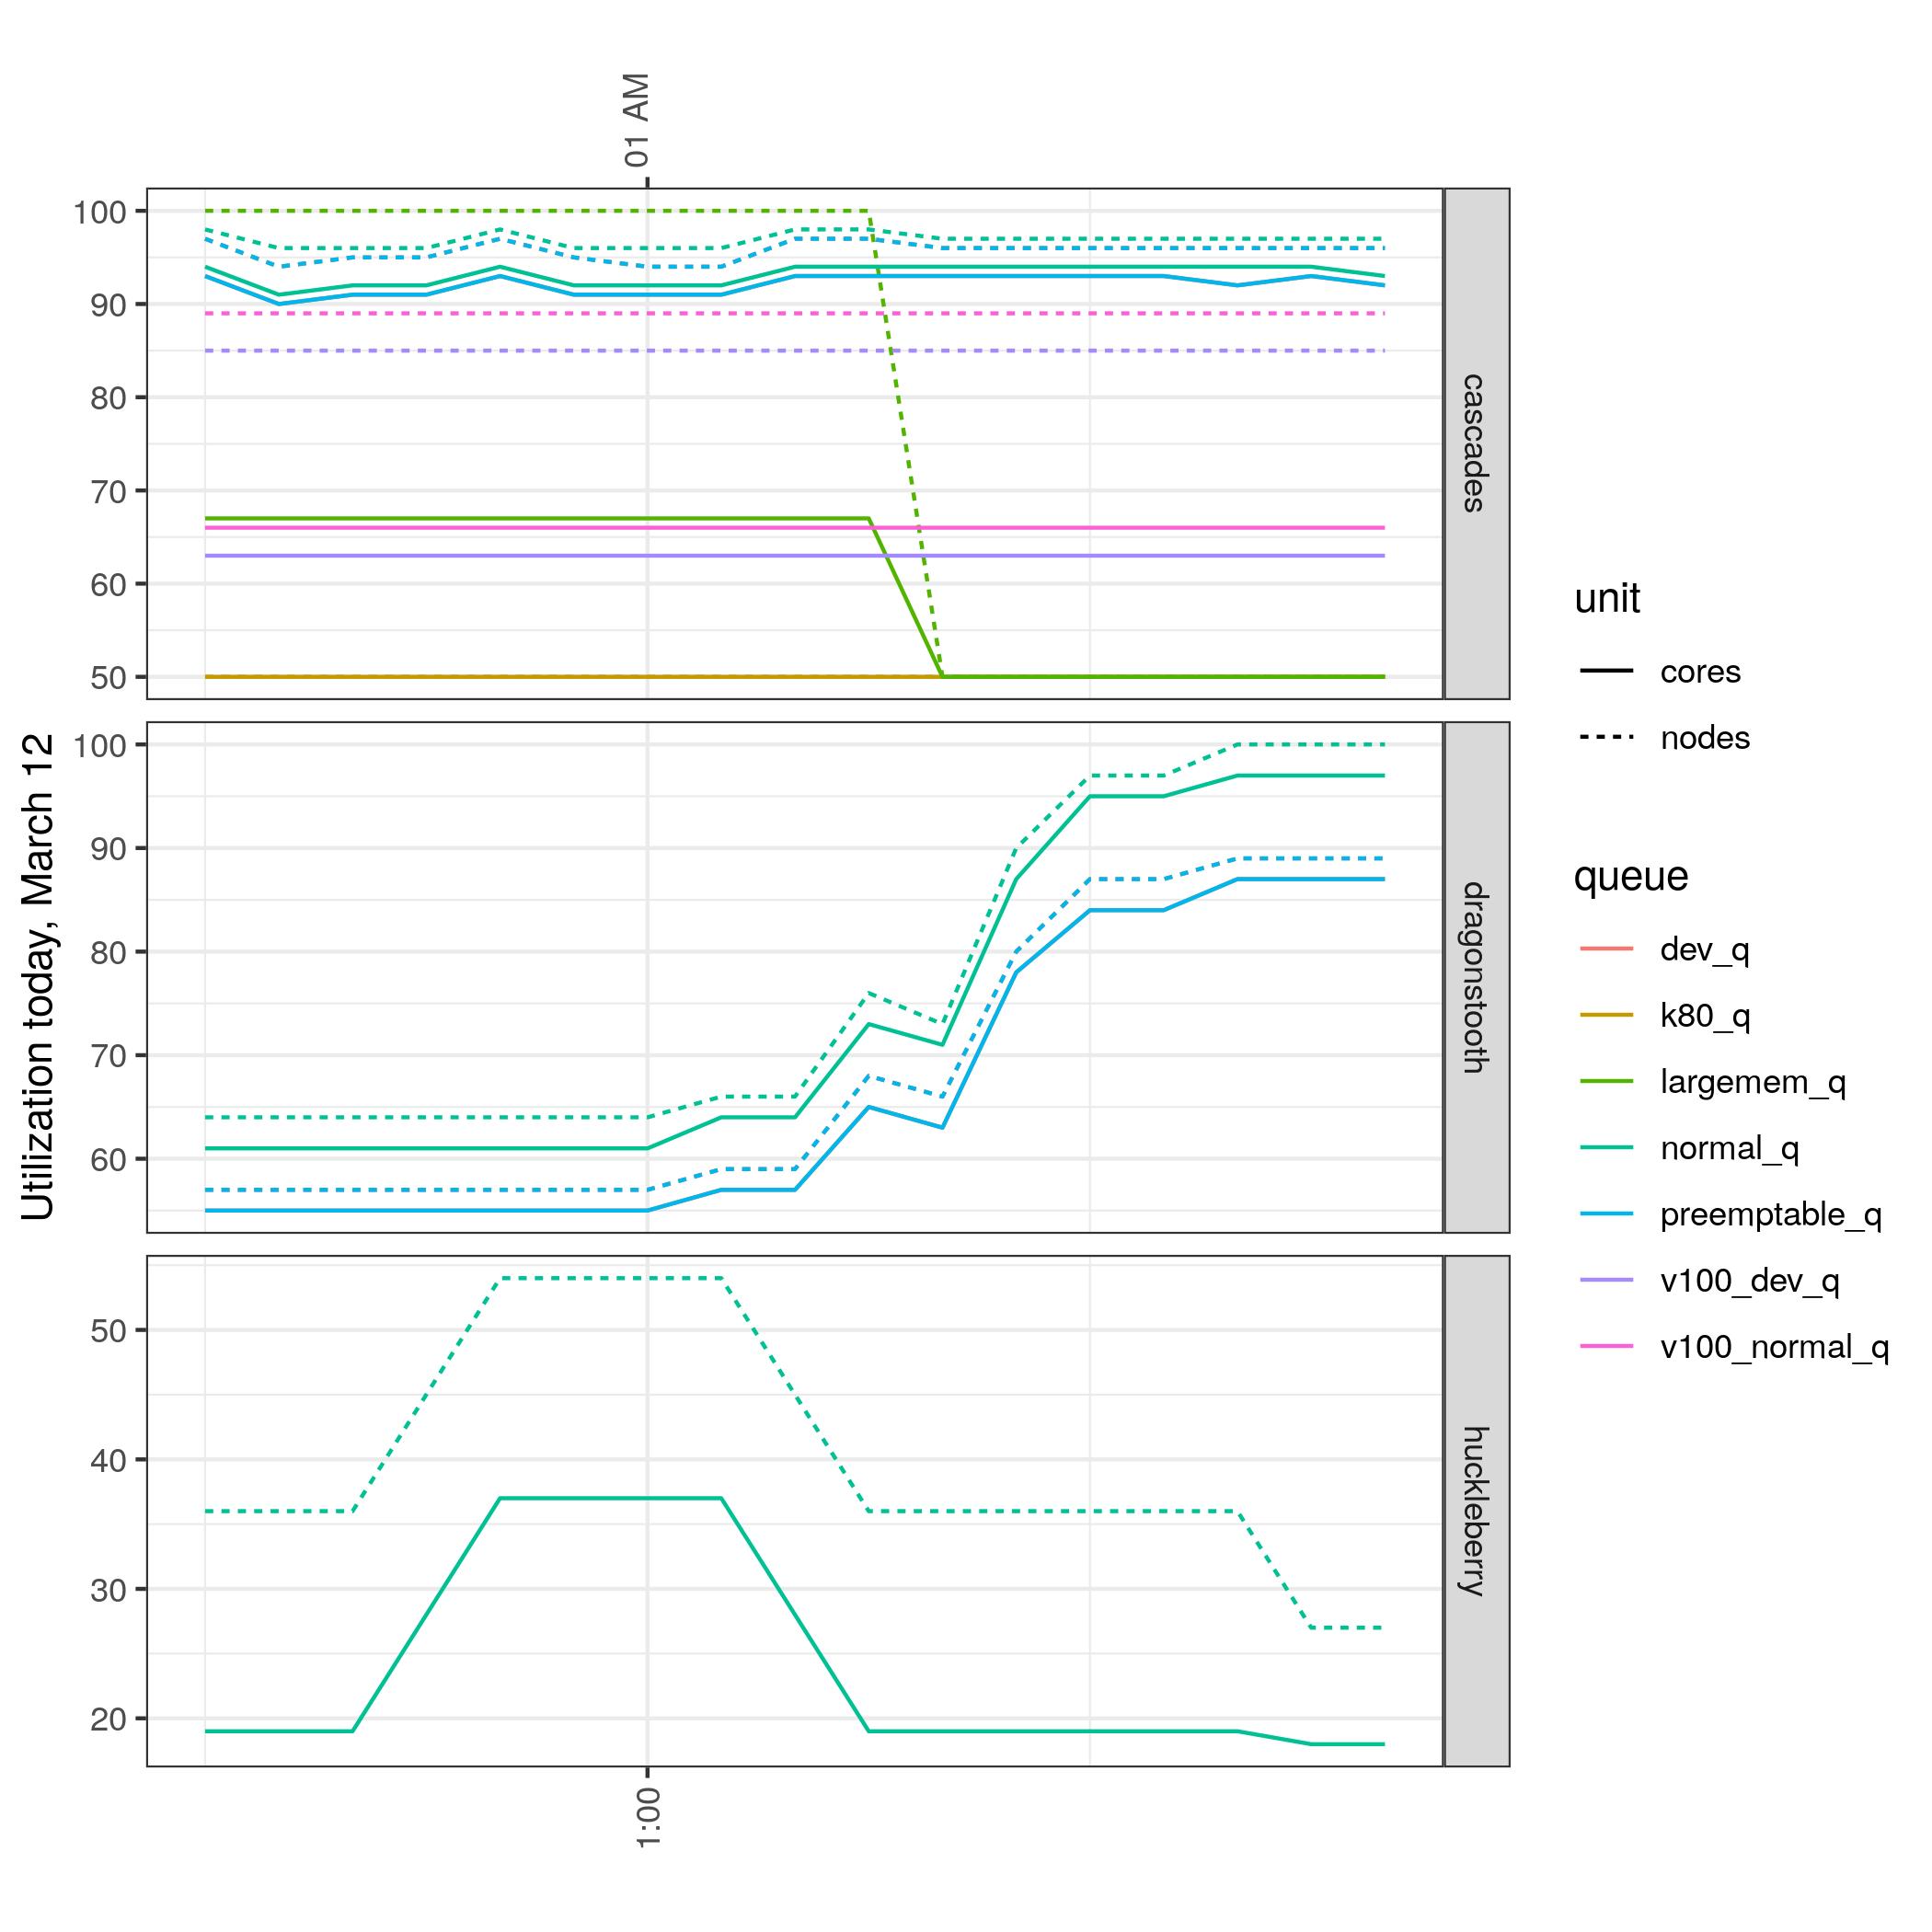 01 AM
100
90
80
70
60
50
cascades
Utilization today, March 12
100
90
80
70
60
dragonstooth
50
40
30
20
huckleberry
1:00
unit
cores
nodes
queue
dev_q
k80_q
largemem_q
normal_q
preemptable_q
v100_dev_q
v100_normal_q